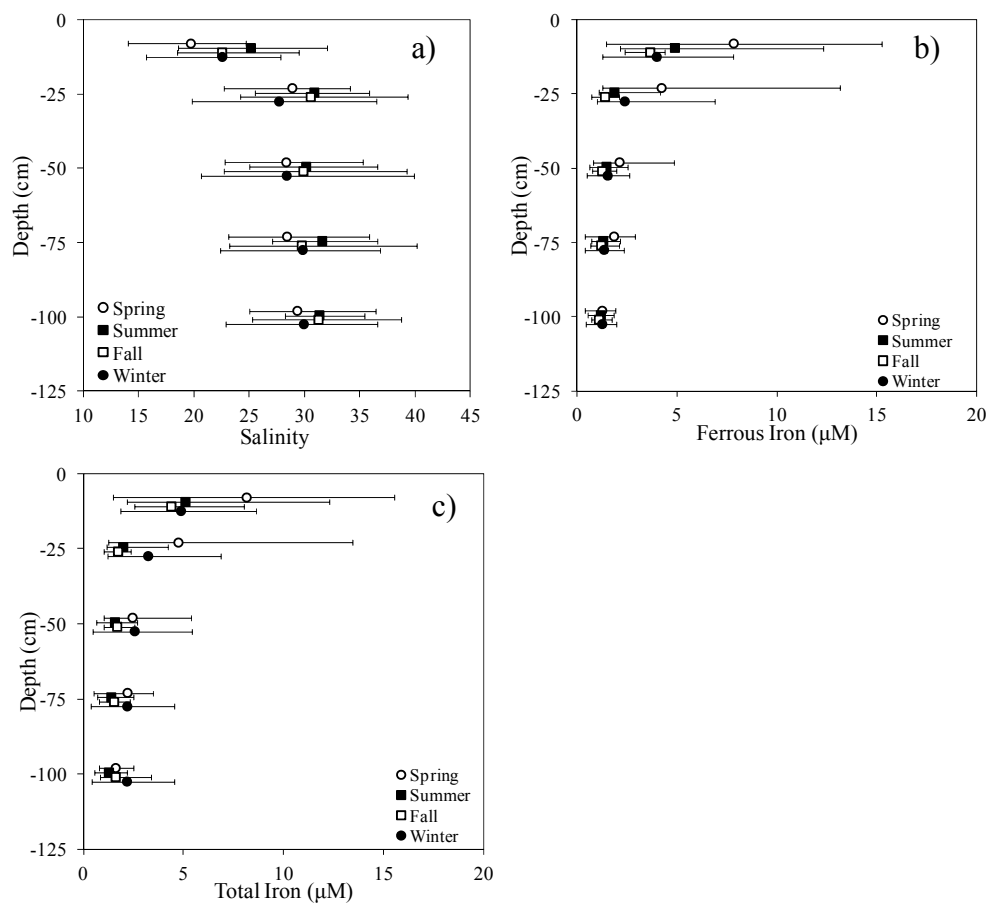 a)
0
-25
-50
-75
-100
-125
Depth (cm)
Spring
Summer
Fall
Winter
10 15 20 25 30 35 40 45
Salinity
b)
0
-25
-50
-75
-100
-125
Depth (cm)
Spring
Summer
Fall
Winter
0 5 10 15 20
Ferrous Iron (µM)
c)
0
-25
-50
-75
-100
-125
Depth (cm)
Spring
Summer
Fall
Winter
0 5 10 15 20
Total Iron (µM)